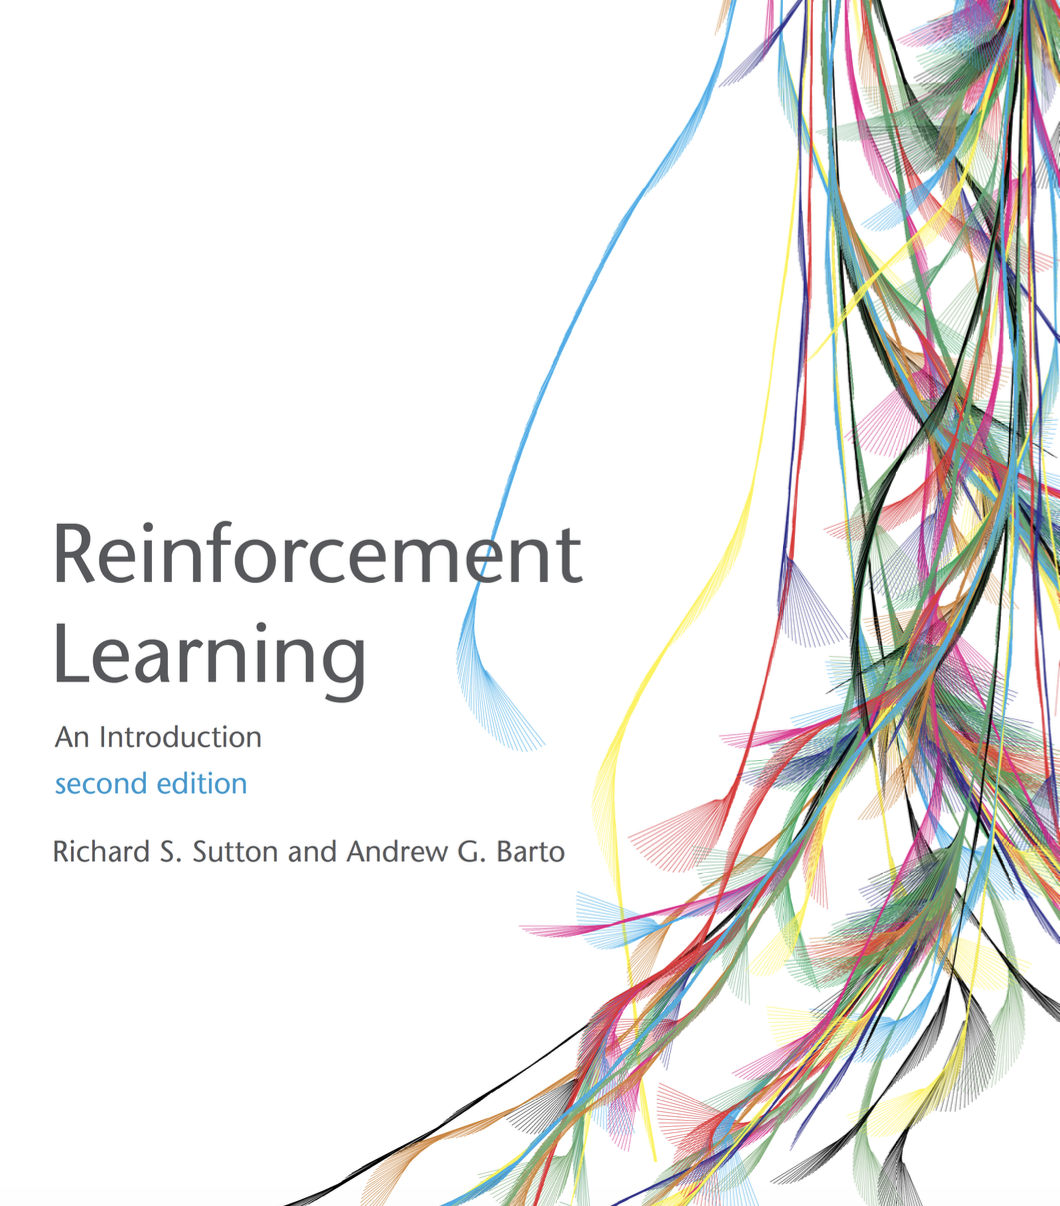 Reinforcement
Learning
An Introduction
second edition
Richard S. Sutton and Andrew G. Barto